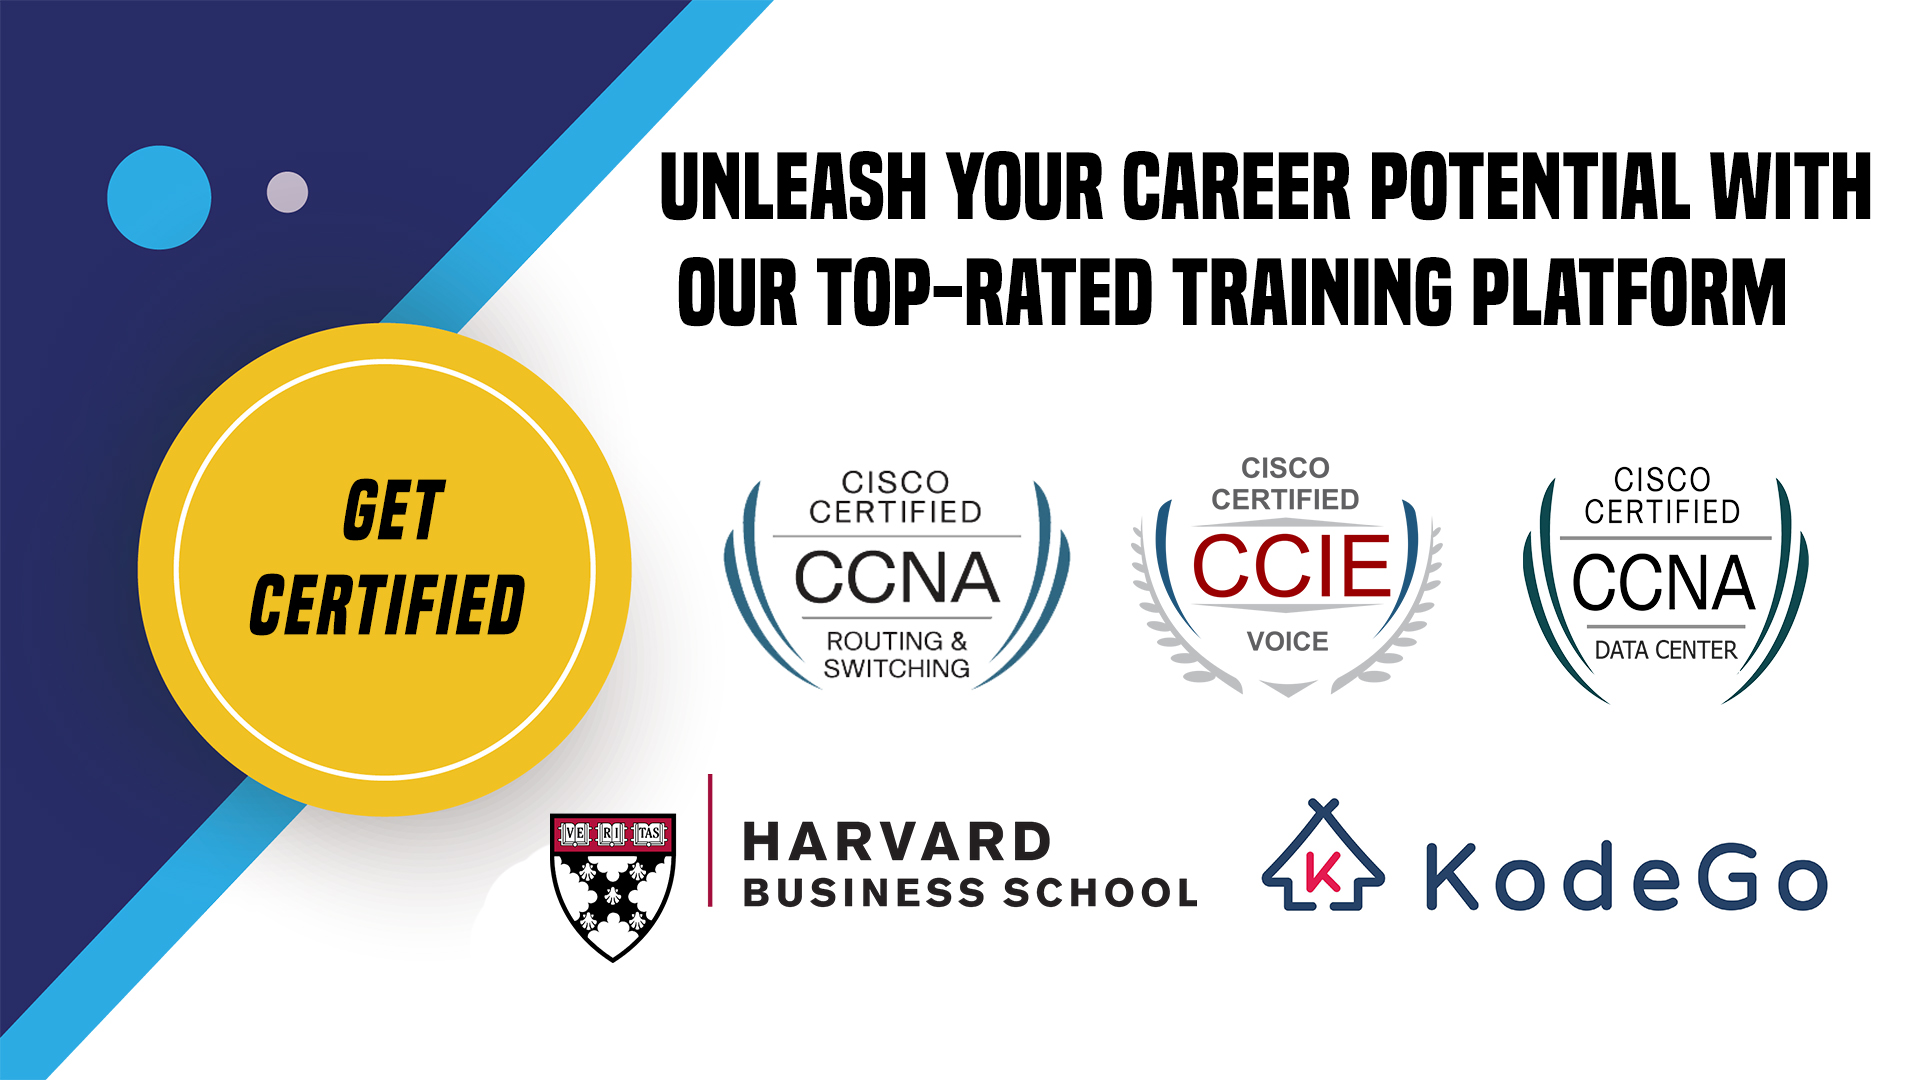 UNLEASH YOUR CAREER POTENTIAL WITH
OUR TOP-RATED TRAINING PLATFORM
GET
CERTIFIED
CISCO
CERTIFIED
CCNA
ROUTING &
SWITCHING
CISCO
CERTIFIED
CCIE
VOICE
CISCO
CERTIFIED
CCNA
DATA CENTER
VE RI TAS
HARVARD
BUSINESS SCHOOL
K
KodeGo